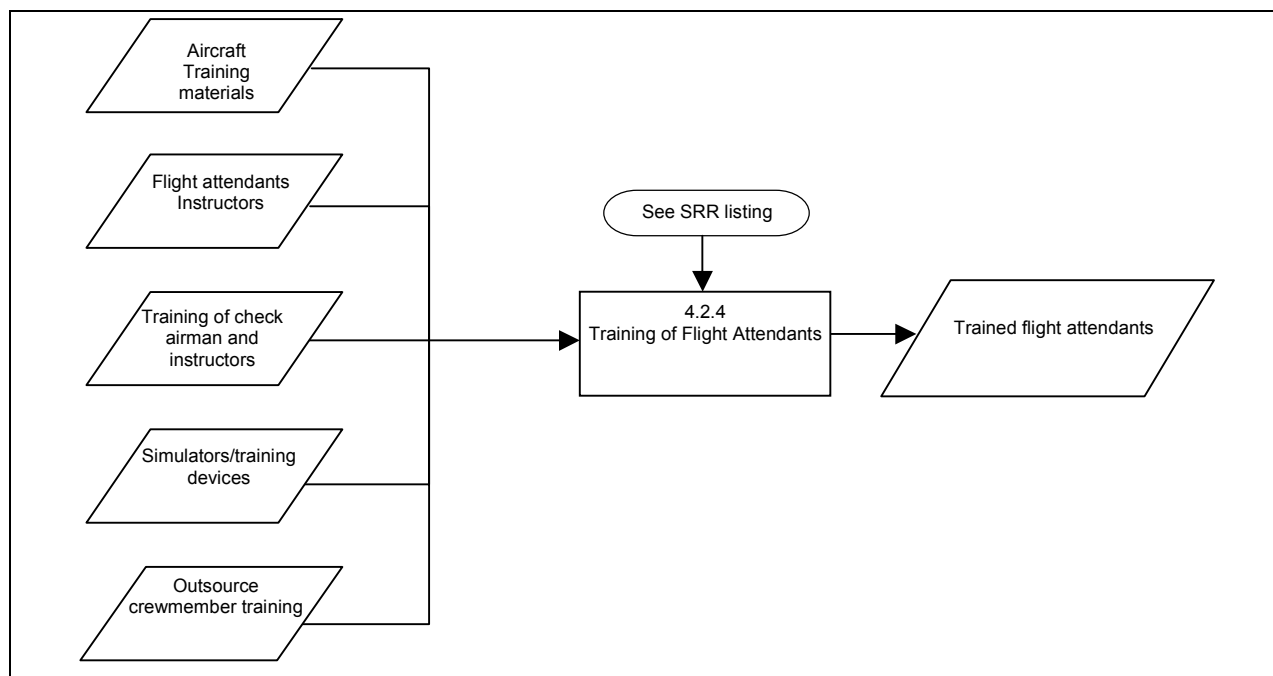 Aircraft
Training
materials
Flight attendants
Instructors
See SRR listing
Training of check
airman and
instructors
4.2.4
Training of Flight Attendants
Trained flight attendants
Simulators/training
devices
Outsource
crewmember training